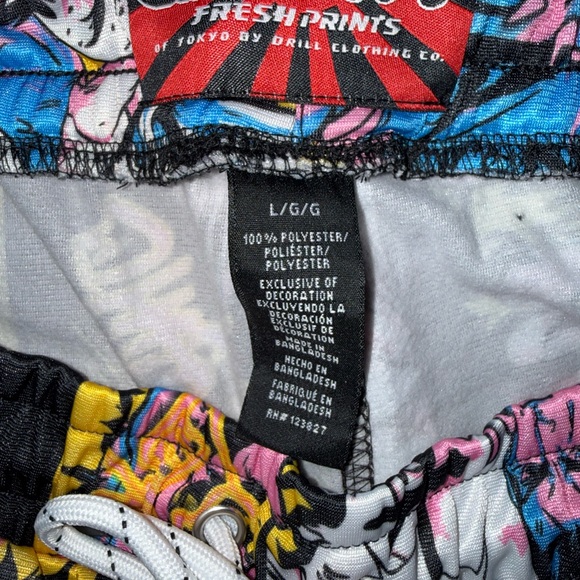 FRESH PRINTS
OF TOKYO BY DRILL CLOTHING CO.
L/G/G
100% POLYESTER/
POLIÉSTER/
POLYESTER
EXCLUSIVE OF
DECORATION
EXCLUYENDO LA
DECORACIÓN
EXCLUSIF DE
DÉCORATION
MADE IN
BANGLADESH
HECHO EN
BANGLADESH
FABRIQUÉ EN
BANGLADESH
RN# 123827